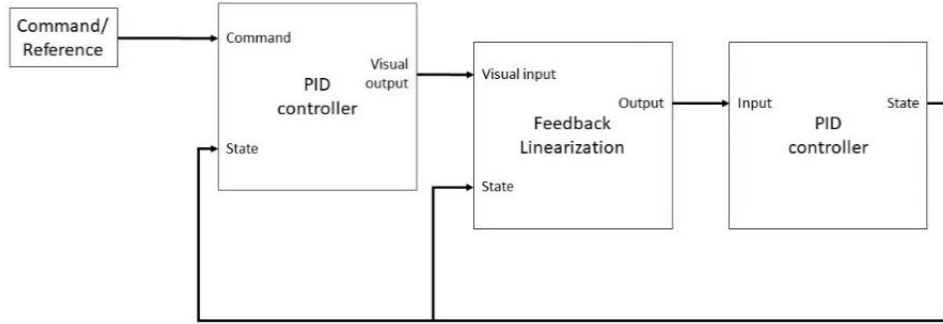 Command/
Reference
Command
PID
controller
Visual
output
State
Visual input
Output
Feedback
Linearization
State
Input
State
PID
controller